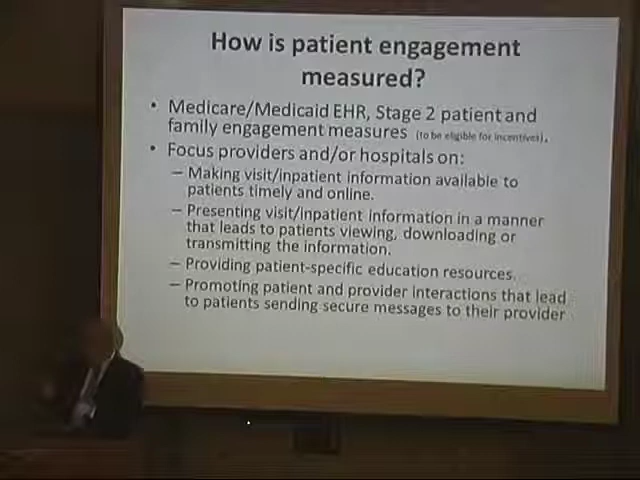 How is patient engagement
measured?
• Medicare/Medicaid EHR, Stage 2 patient and
family engagement measures (to be eligible for incentives).
• Focus providers and/or hospitals on:
– Making visit/inpatient information available to
patients timely and online.
– Presenting visit/inpatient information in a manner
that leads to patients viewing, downloading or
transmitting the information.
– Providing patient-specific education resources.
– Promoting patient and provider interactions that lead
to patients sending secure messages to their provider